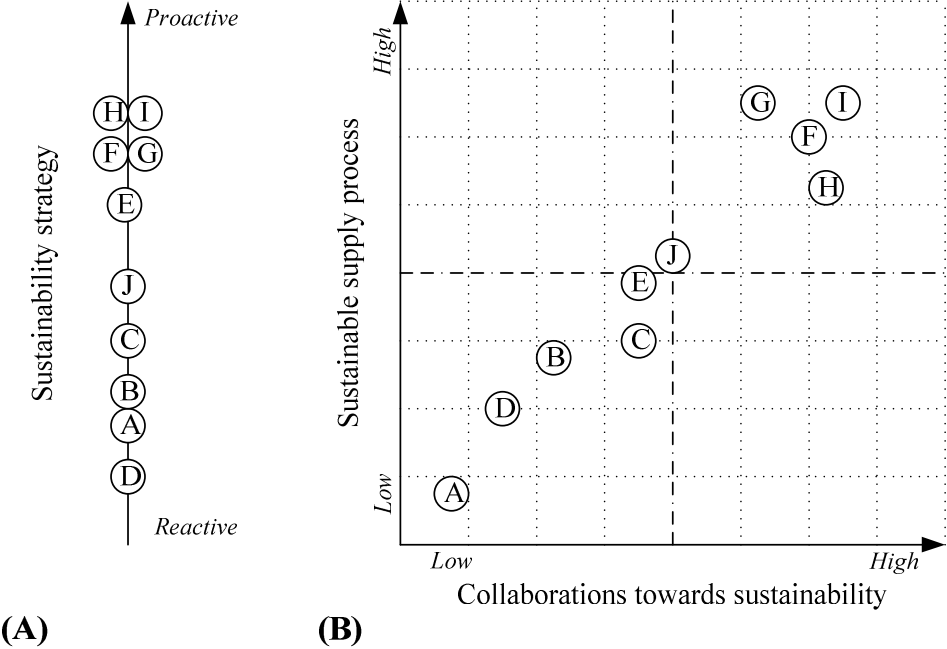 Proactive
H I
F G
E
J
C
B
A
D
Reactive
Sustainability strategy
(A)
High
Sustainable supply process
Low
G I
F
H
J
E
C
B
D
A
Low High
Collaborations towards sustainability
(B)